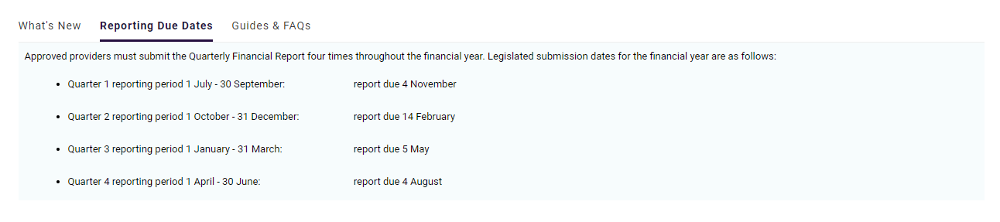 What's New Reporting Due Dates Guides & FAQs
Approved providers must submit the Quarterly Financial Report four times throughout the financial year. Legislated submission dates for the financial year are as follows:
• Quarter 1 reporting period 1 July - 30 September: report due 4 November
• Quarter 2 reporting period 1 October - 31 December: report due 14 February
• Quarter 3 reporting period 1 January - 31 March: report due 5 May
• Quarter 4 reporting period 1 April - 30 June: report due 4 August